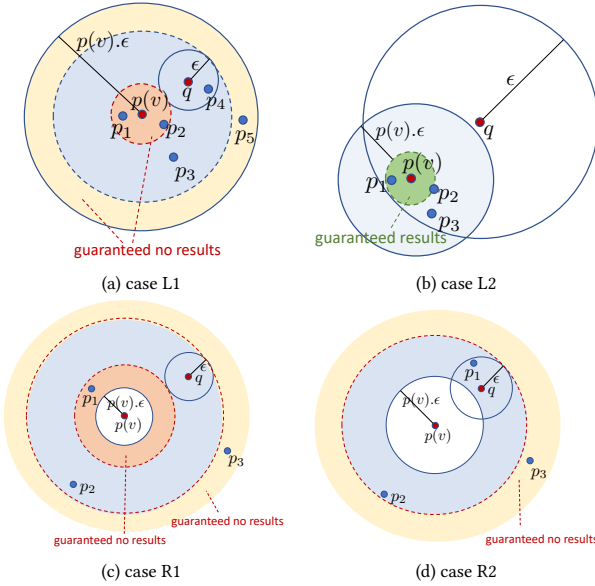 p(v).ϵ
ϵ
q
p(v)
p₄
p₁
p₂
p₅
p₃
guaranteed no results
(a) case L1
ϵ
p(v).ϵ
q
p(v)
p₁
p₂
p₃
guaranteed results
(b) case L2
ϵ
q
p₁
p(v).ϵ
p(v)
p₃
p₂
guaranteed no results
guaranteed no results
(c) case R1
p₁
ϵ
q
p(v).ϵ
p(v)
p₃
p₂
guaranteed no results
(d) case R2